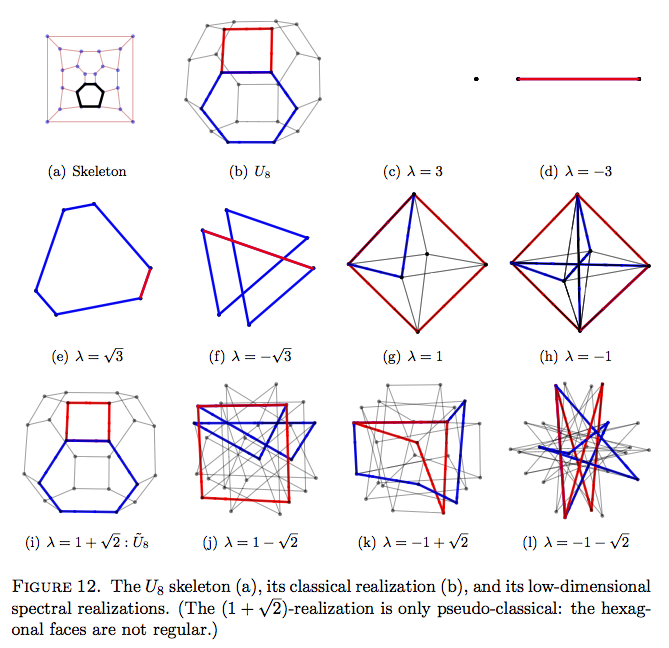 (a) Skeleton
(b) U₈
(c) λ = 3
(d) λ = −3
(e) λ = √3
(f) λ = −√3
(g) λ = 1
(h) λ = −1
(i) λ = 1 + √2 : Ũ₈
(j) λ = 1 − √2
(k) λ = −1 + √2
(l) λ = −1 − √2
FIGURE 12. The U₈ skeleton (a), its classical realization (b), and its low-dimensional
spectral realizations. (The (1 + √2)-realization is only pseudo-classical: the hexag-
onal faces are not regular.)